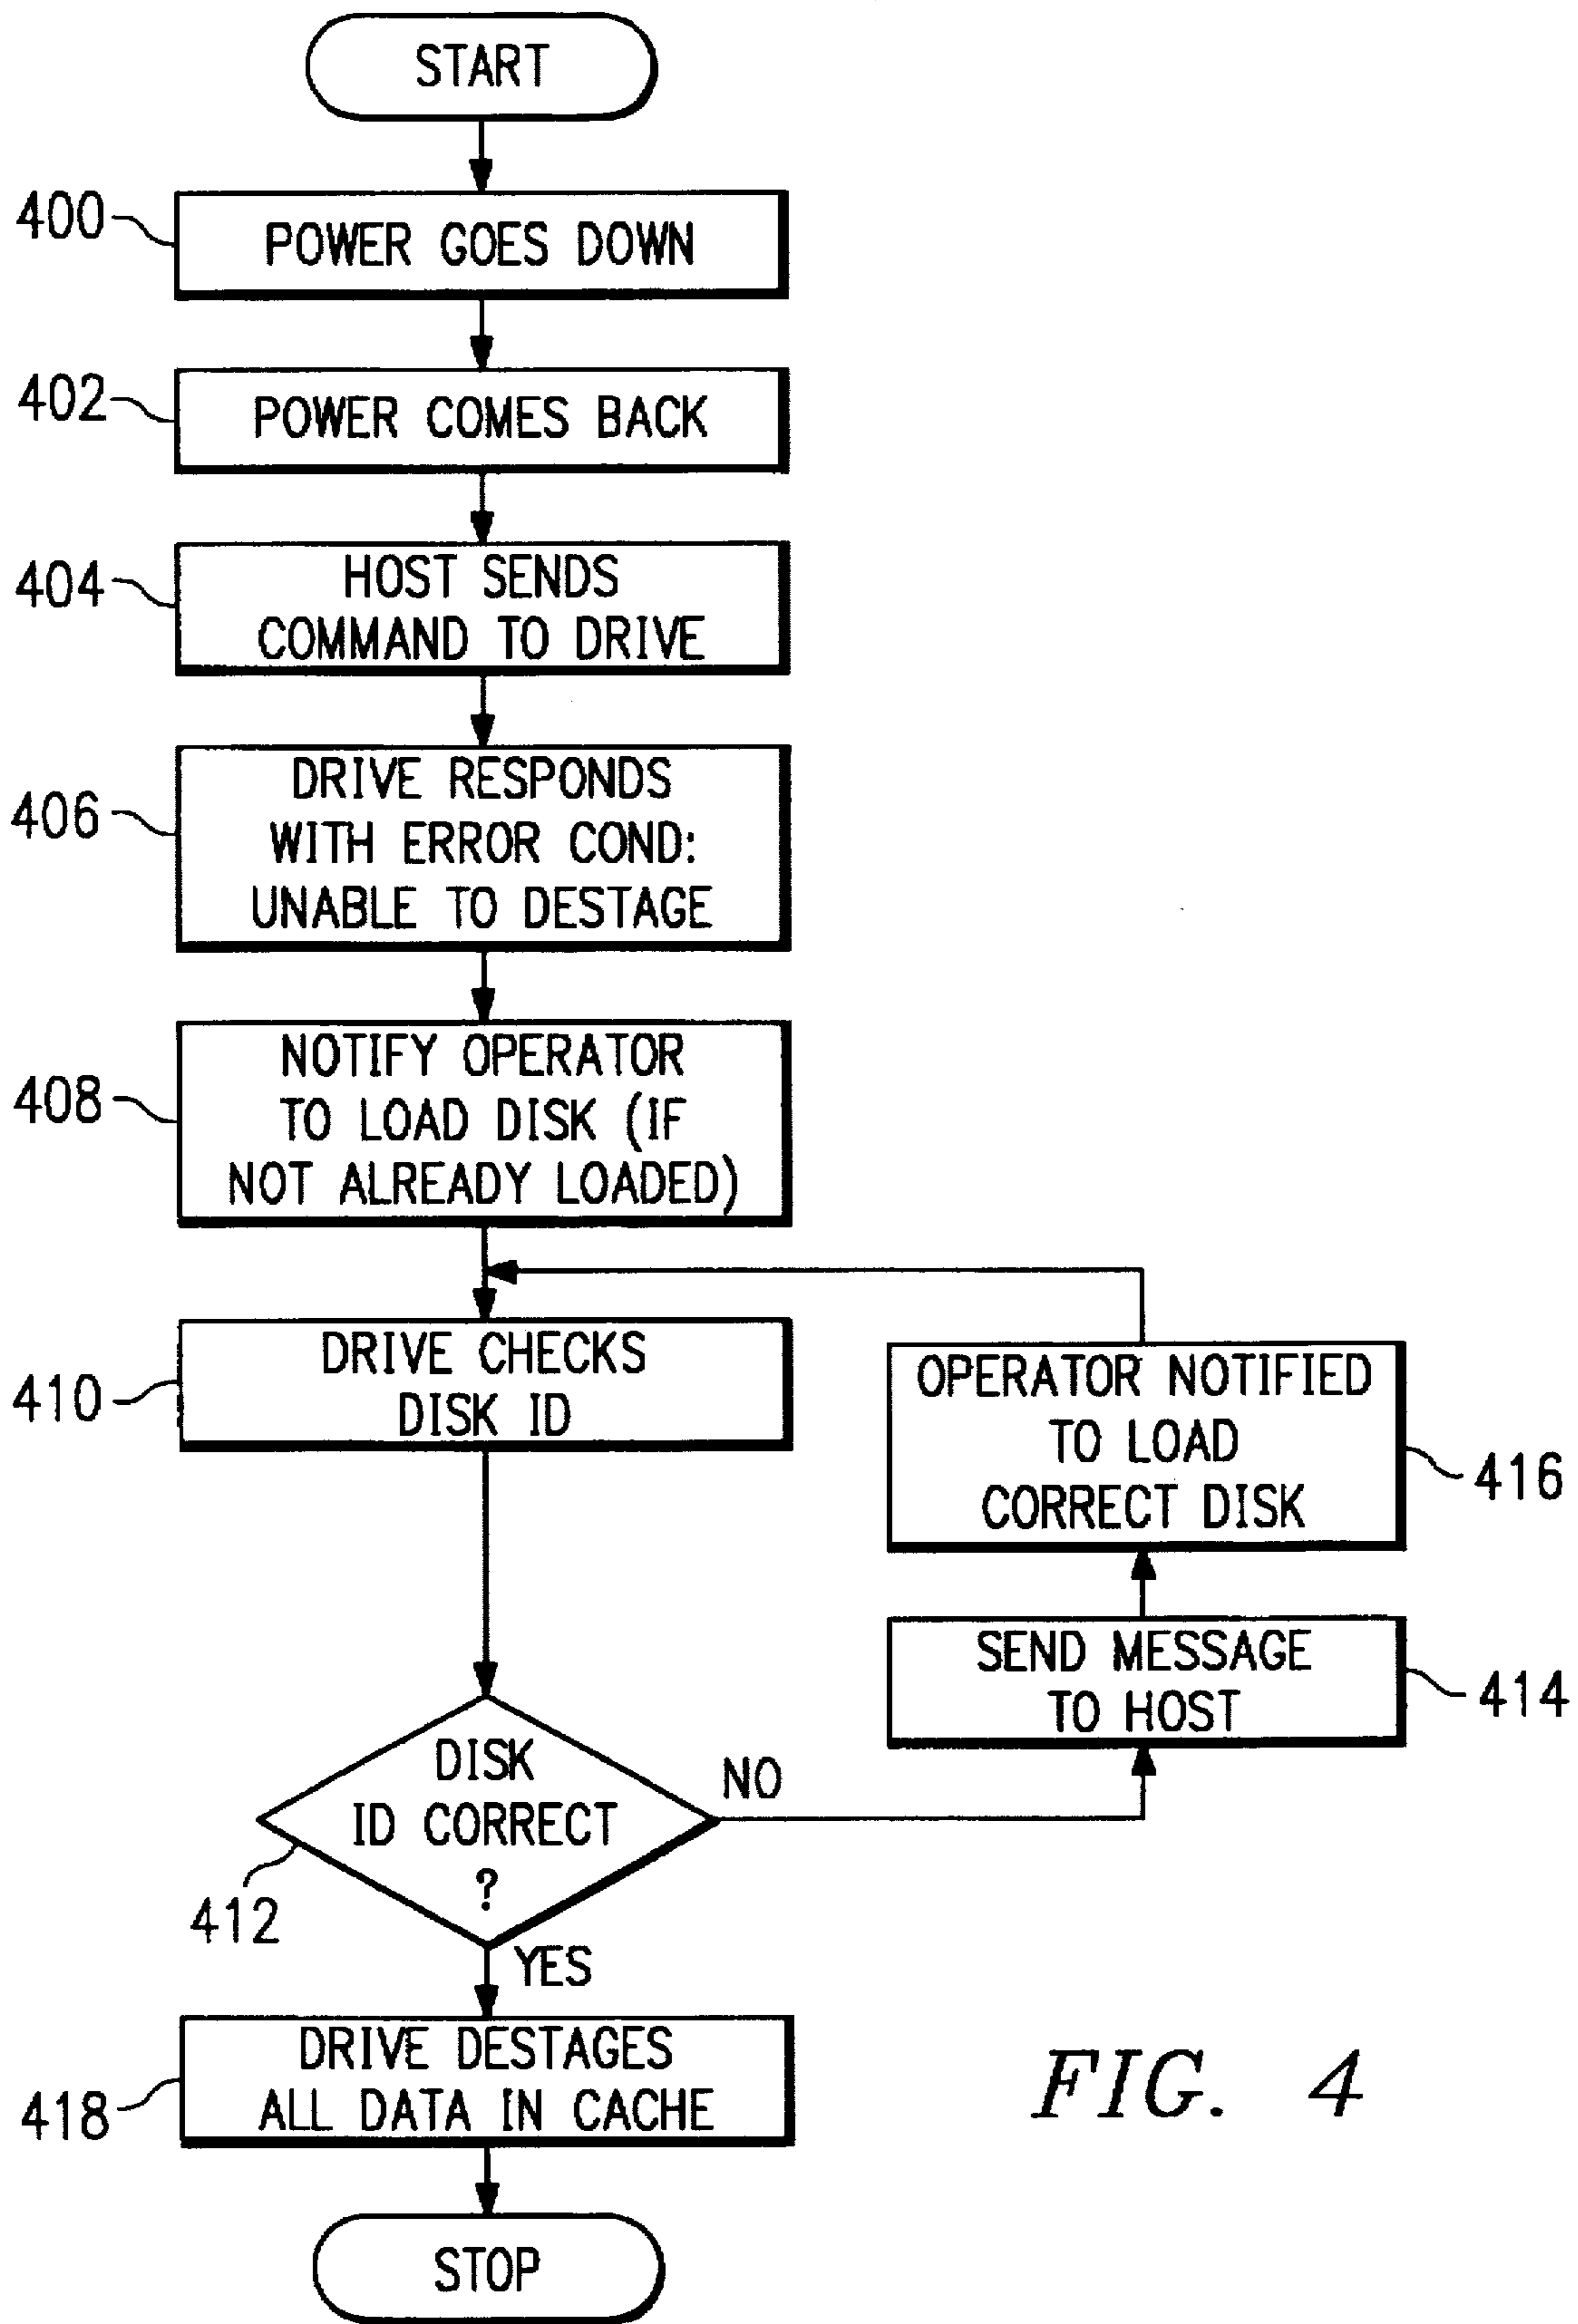 START
400
POWER GOES DOWN
402
POWER COMES BACK
404
HOST SENDS
COMMAND TO DRIVE
406
DRIVE RESPONDS
WITH ERROR COND:
UNABLE TO DESTAGE
408
NOTIFY OPERATOR
TO LOAD DISK (IF
NOT ALREADY LOADED)
410
DRIVE CHECKS
DISK ID
OPERATOR NOTIFIED
TO LOAD
CORRECT DISK
416
SEND MESSAGE
TO HOST
414
DISK
ID CORRECT
?
NO
412
YES
418
DRIVE DESTAGES
ALL DATA IN CACHE
FIG. 4
STOP